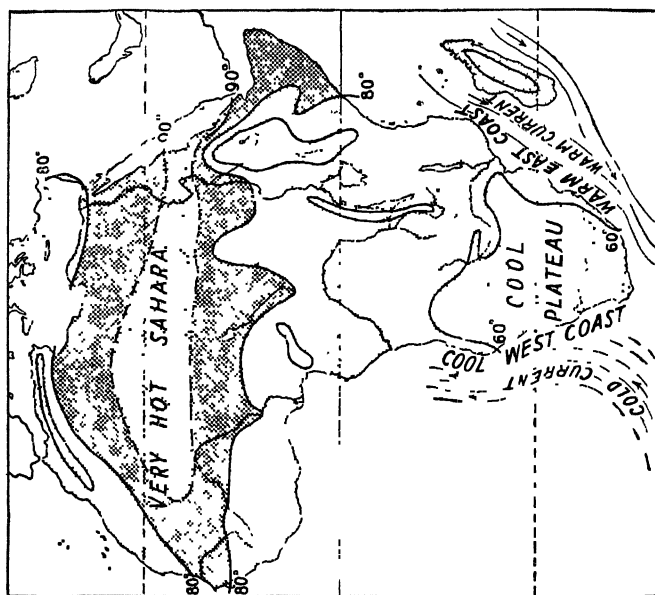 80°
90°
80°
VERY HOT SAHARA
80°
80°
60°
COOL
PLATEAU
60°
COOL WEST COAST
COLD CURRENT
WARM EAST COAST
WARM CURRENT